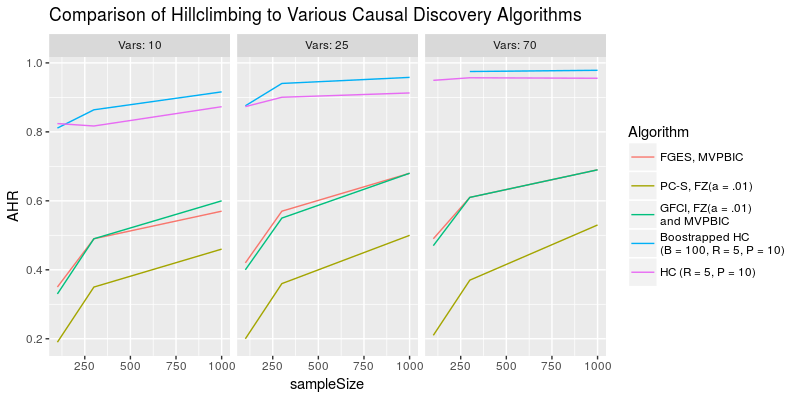 Comparison of Hillclimbing to Various Causal Discovery Algorithms
Vars: 10
Vars: 25
Vars: 70
1.0
0.8
0.6
0.4
0.2
AHR
250 500 750 1000
250 500 750 1000
250 500 750 1000
sampleSize
Algorithm
FGES, MVPBIC
PC-S, FZ(a = .01)
GFCI, FZ(a = .01)
and MVPBIC
Boostrapped HC
(B = 100, R = 5, P = 10)
HC (R = 5, P = 10)